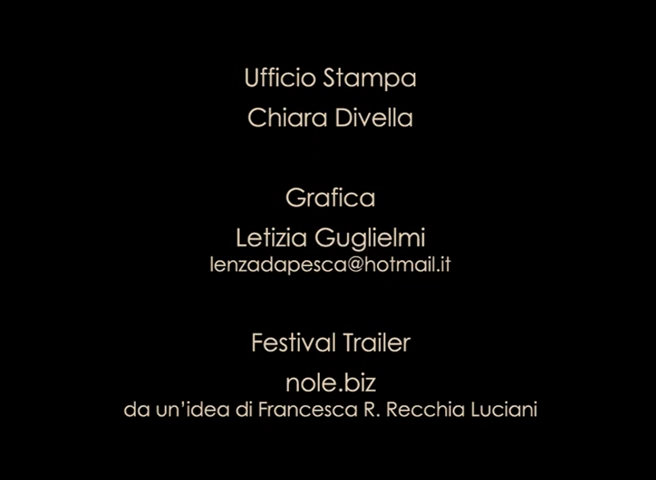 Ufficio Stampa
Chiara Divella
Grafica
Letizia Guglielmi
lenzadapesca@hotmail.it
Festival Trailer
nole.biz
da un'idea di Francesca R. Recchia Luciani